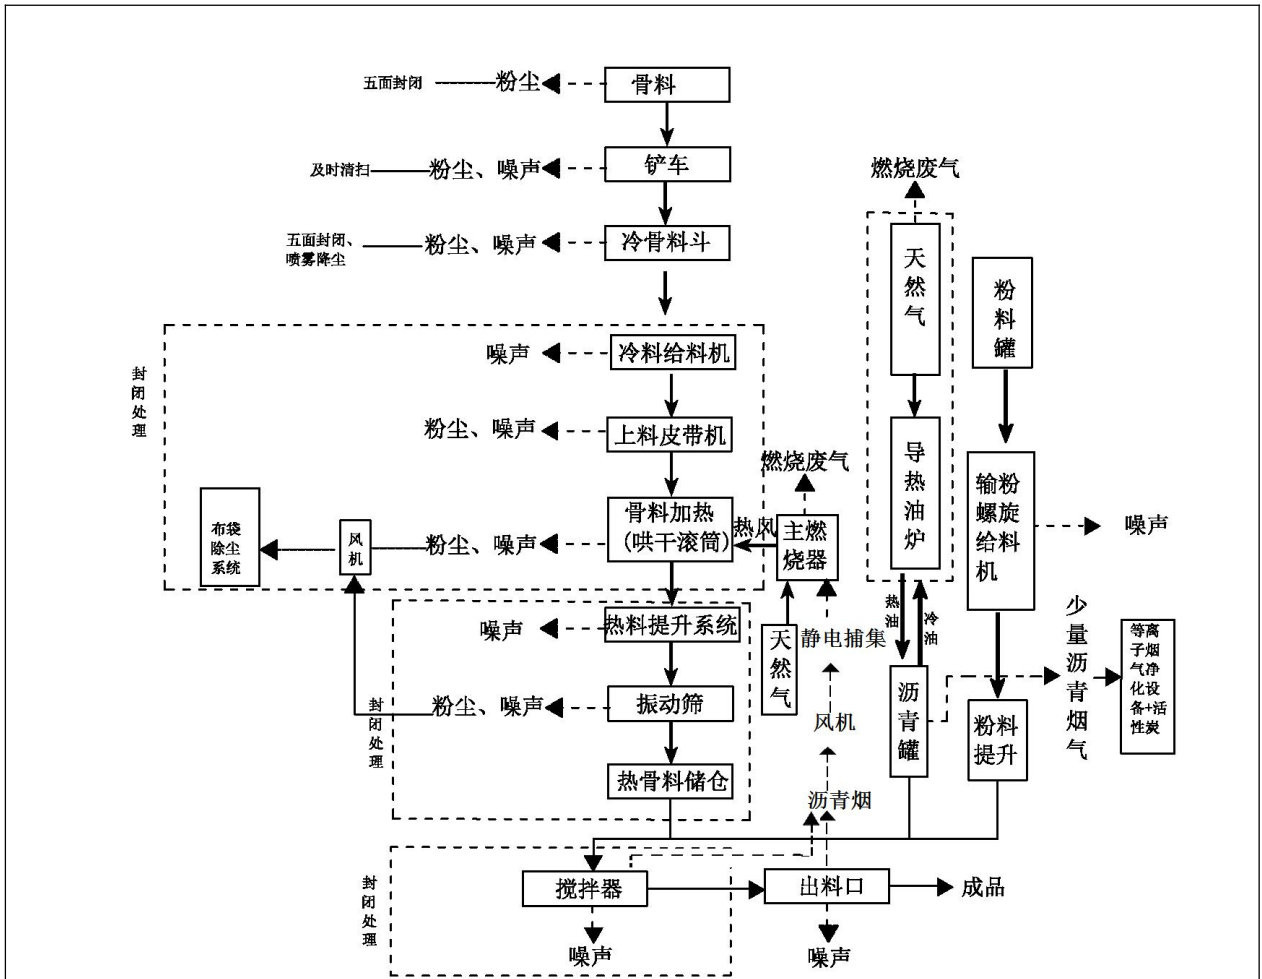 五面封闭
粉尘
骨料
及时清扫
粉尘、噪声
铲车
五面封闭、
喷雾降尘
粉尘、噪声
冷骨料斗
封
闭
处
理
噪声
冷料给料机
粉尘、噪声
上料皮带机
布袋
除尘
系统
风
机
粉尘、噪声
骨料加热
(哄干滚筒)
热风
燃烧废气
主燃
烧器
天
然
气
噪声
热料提升系统
封
闭
处
理
粉尘、噪声
振动筛
热骨料储仓
静电捕集
风机
沥青烟
燃烧废气
天
然
气
导
热
油
炉
热
油
冷
油
沥
青
罐
粉
料
罐
输粉
螺旋
给料
机
噪声
粉料
提升
少
量
沥
青
烟
气
等离
子烟
气净
化设
备+活
性炭
封
闭
处
理
搅拌器
噪声
出料口
噪声
成品